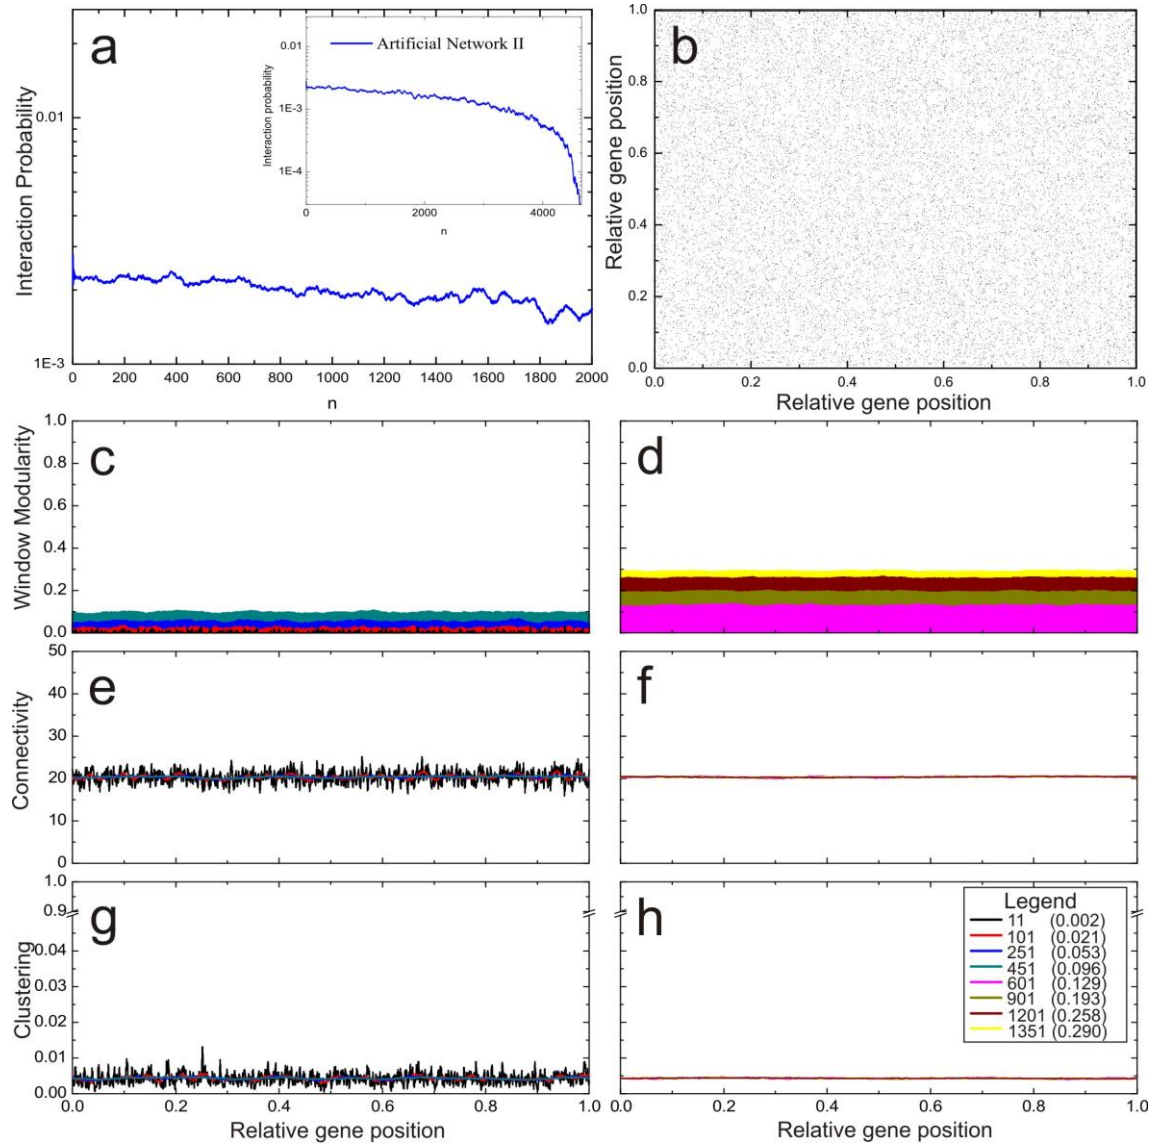 a
Interaction Probability
0.01
1E-3
0 200 400 600 800 1000 1200 1400 1600 1800 2000
n
Artificial Network II
Interaction probability
0.01
1E-3
1E-4
0 2000 4000
n
b
Relative gene position
1.0
0.8
0.6
0.4
0.2
0.0
0.0 0.2 0.4 0.6 0.8 1.0
Relative gene position
c
Window Modularity
1.0
0.8
0.6
0.4
0.2
0.0
d
e
Connectivity
50
40
30
20
10
0
f
g
Clustering
1.0
0.9
0.04
0.03
0.02
0.01
0.00
0.0 0.2 0.4 0.6 0.8 1.0
Relative gene position
h
Legend
11 (0.002)
101 (0.021)
251 (0.053)
451 (0.096)
601 (0.129)
901 (0.193)
1201 (0.258)
1351 (0.290)
0.0 0.2 0.4 0.6 0.8 1.0
Relative gene position